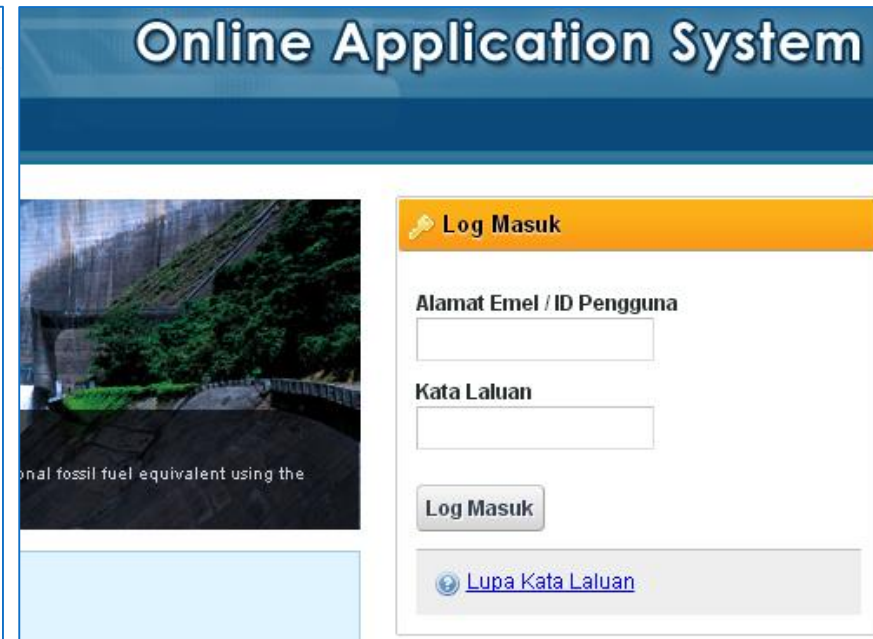 Online Application System
Log Masuk
Alamat Emel / ID Pengguna
Kata Laluan
onal fossil fuel equivalent using the
Log Masuk
Lupa Kata Laluan